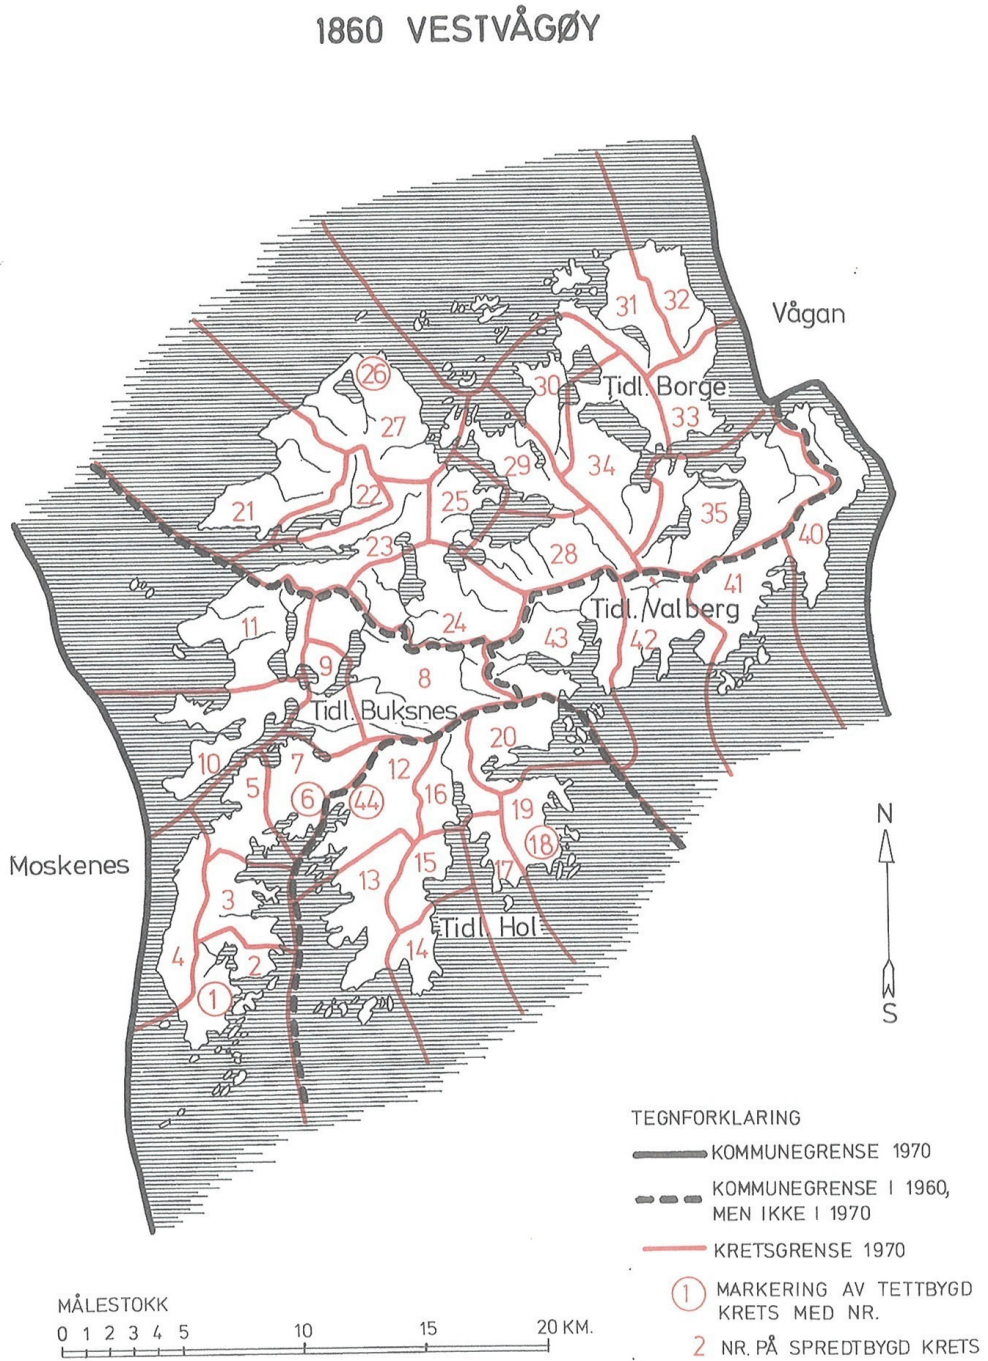 1860 VESTVÅGØY
31
32
Vågan
26
30
Tidl. Borge
27
33
29
34
22
25
21
35
23
28
40
41
24
Tidl. Valberg
11
43
42
9
8
Tidl. Buksnes
20
10
7
12
5
16
6
44
19
N
18
Moskenes
15
17
13
3
Tidl. Hol
14
4
2
1
S
TEGNFORKLARING
KOMMUNEGRENSE 1970
KOMMUNEGRENSE I 1960,
MEN IKKE I 1970
KRETSGRENSE 1970
1 MARKERING AV TETTBYGD
KRETS MED NR.
2 NR. PÅ SPREDTBYGD KRETS
MÅLESTOKK
0 1 2 3 4 5 10 15 20 KM.